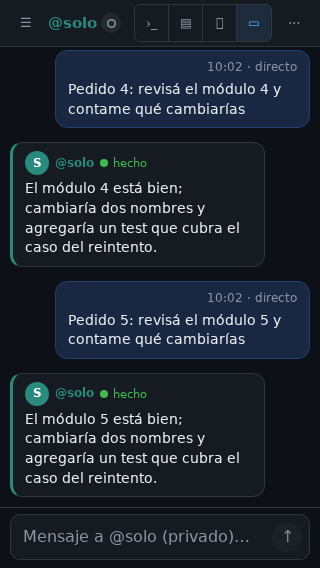 @solo
10:02 · directo
Pedido 4: revisá el módulo 4 y
contame qué cambiarías
S @solo hecho
El módulo 4 está bien;
cambiaría dos nombres y
agregaría un test que cubra el
caso del reintento.
10:02 · directo
Pedido 5: revisá el módulo 5 y
contame qué cambiarías
S @solo hecho
El módulo 5 está bien;
cambiaría dos nombres y
agregaría un test que cubra el
caso del reintento.
Mensaje a @solo (privado)...